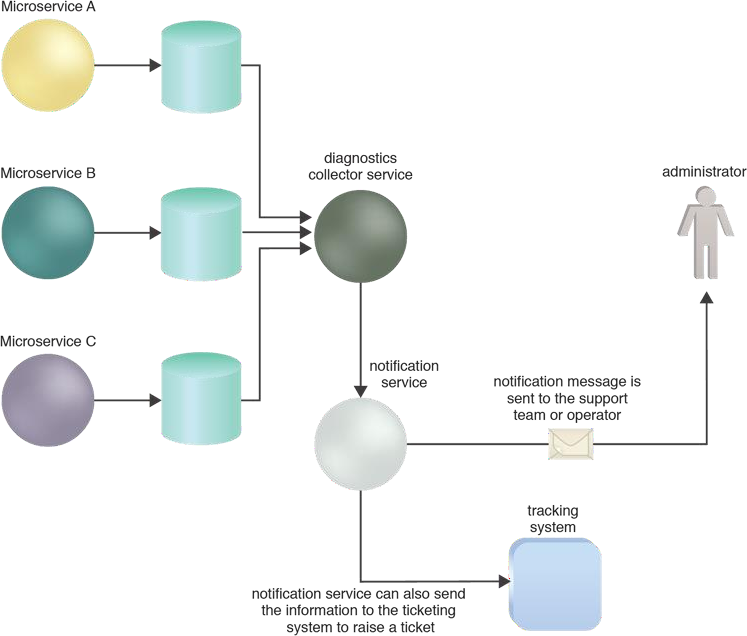 Microservice A
Microservice B
Microservice C
diagnostics
collector service
administrator
notification
service
notification message is
sent to the support
team or operator
tracking
system
notification service can also send
the information to the ticketing
system to raise a ticket